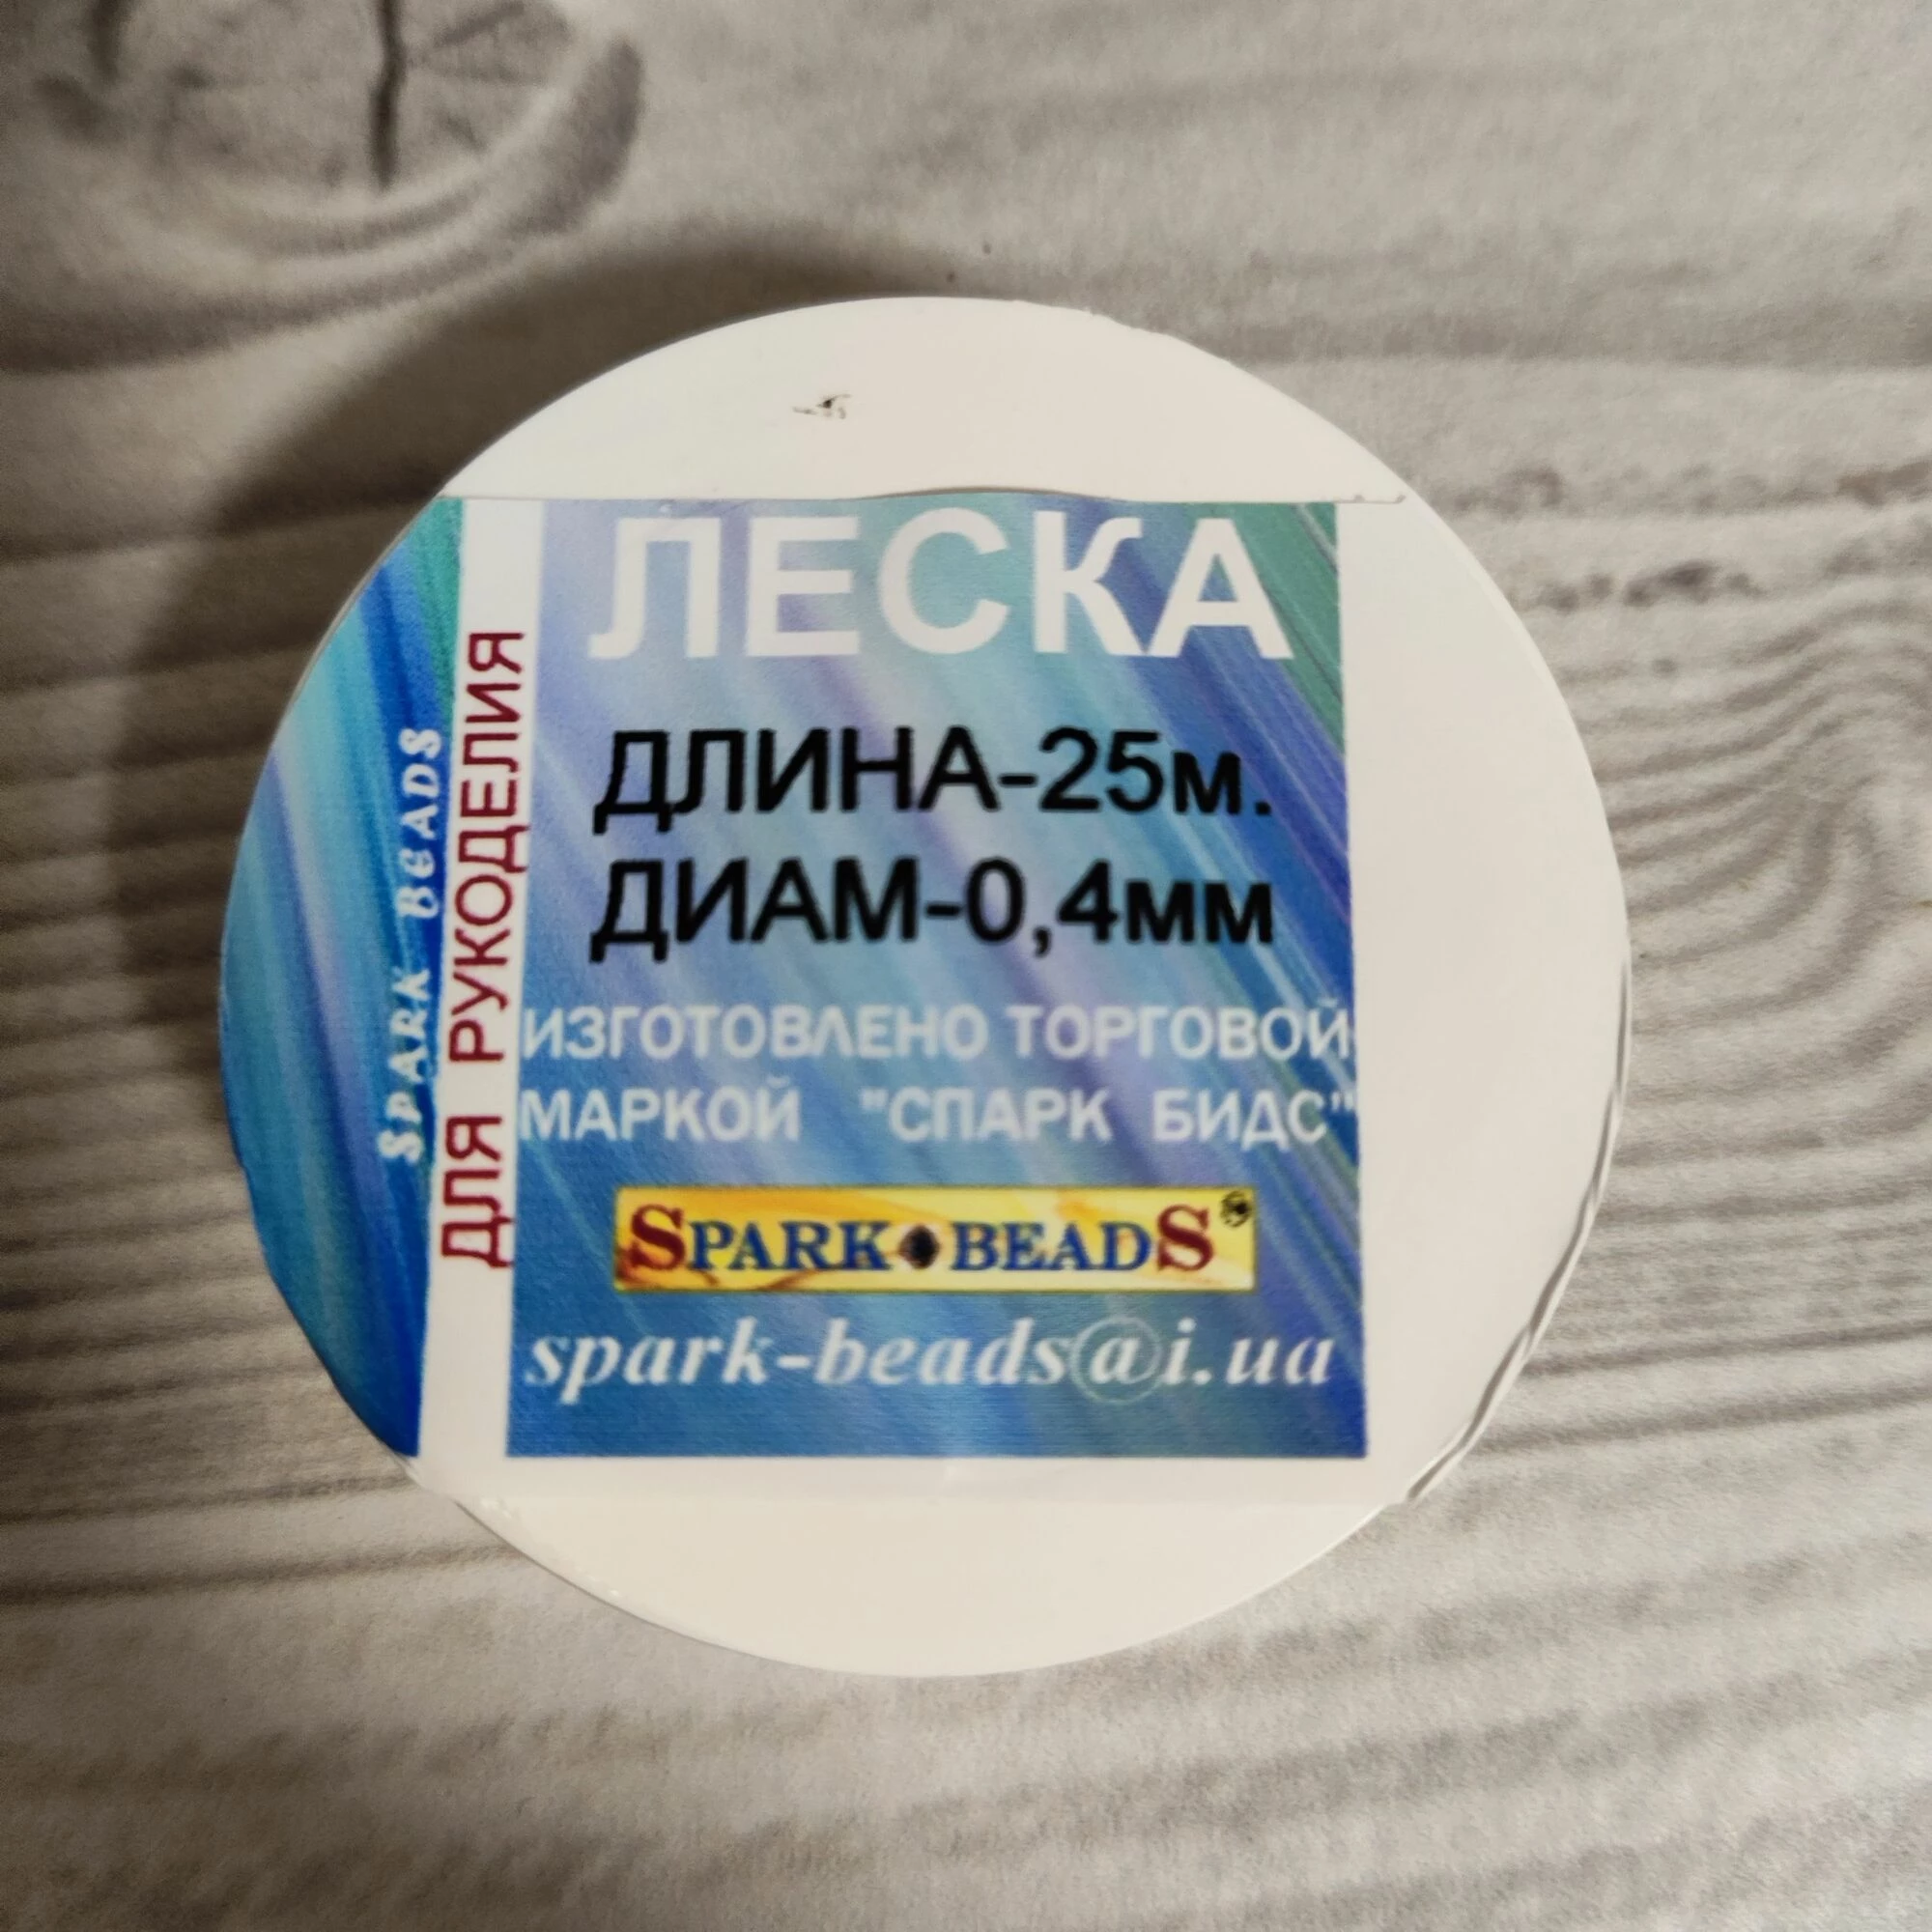 ЛЕСКА
ДЛИНА-25м.
ДИАМ-0,4мм
ИЗГОТОВЛЕНО ТОРГОВОЙ
МАРКОЙ "СПАРК БИДС"
SPARK BEADS
spark-beads@i.ua
ДЛЯ РУКОДЕЛИЯ
SPARK BEADS